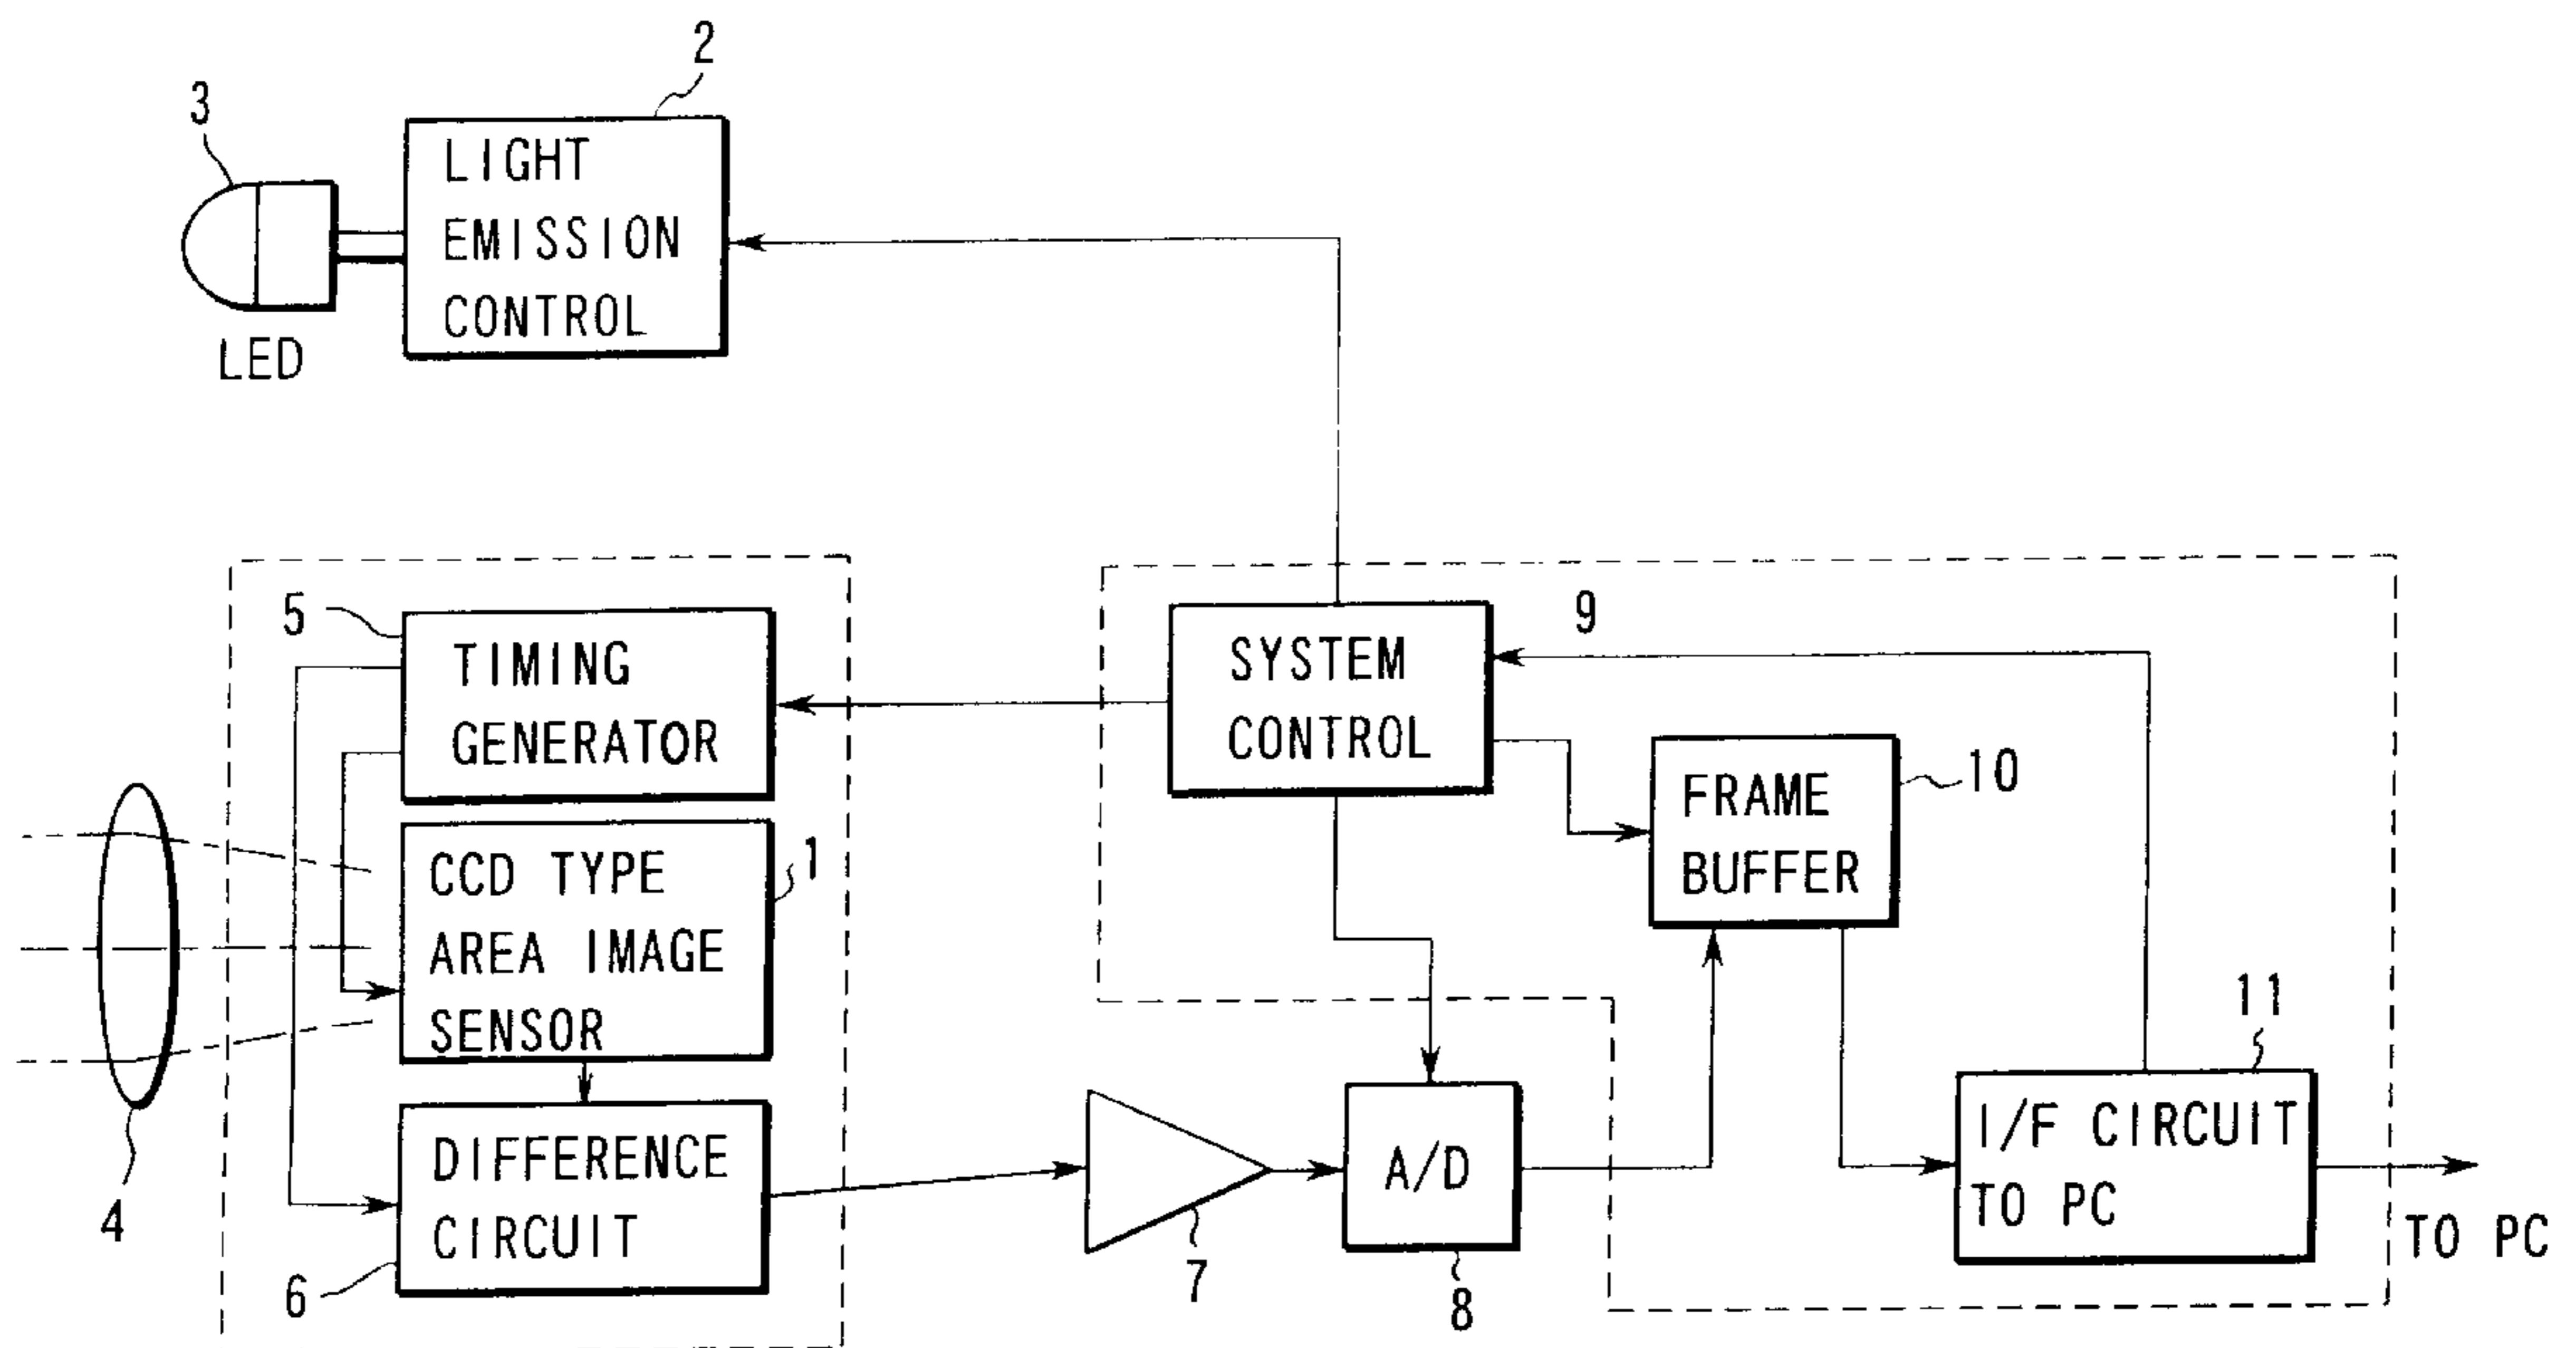 2
3
LIGHT
EMISSION
CONTROL
LED
5
TIMING
GENERATOR
SYSTEM
CONTROL
9
FRAME
BUFFER
10
CCD TYPE
AREA IMAGE
SENSOR
1
4
DIFFERENCE
CIRCUIT
6
7
A/D
8
11
I/F CIRCUIT
TO PC
TO PC